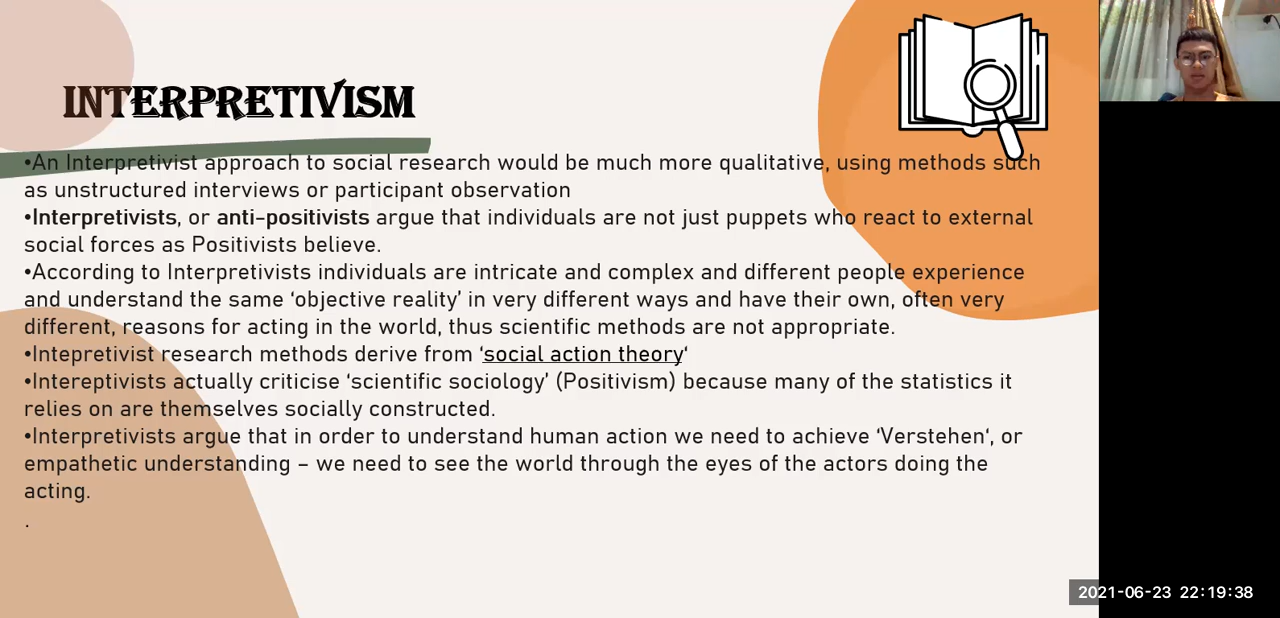 INTERPRETIVISM
•An Interpretivist approach to social research would be much more qualitative, using methods such
as unstructured interviews or participant observation
•Interpretivists, or anti-positivists argue that individuals are not just puppets who react to external
social forces as Positivists believe.
•According to Interpretivists individuals are intricate and complex and different people experience
and understand the same ‘objective reality’ in very different ways and have their own, often very
different, reasons for acting in the world, thus scientific methods are not appropriate.
•Intepretivist research methods derive from ‘social action theory‘
•Intereptivists actually criticise ‘scientific sociology’ (Positivism) because many of the statistics it
relies on are themselves socially constructed.
•Interpretivists argue that in order to understand human action we need to achieve ‘Verstehen‘, or
empathetic understanding – we need to see the world through the eyes of the actors doing the
acting.
.
2021-06-23 22:19:38